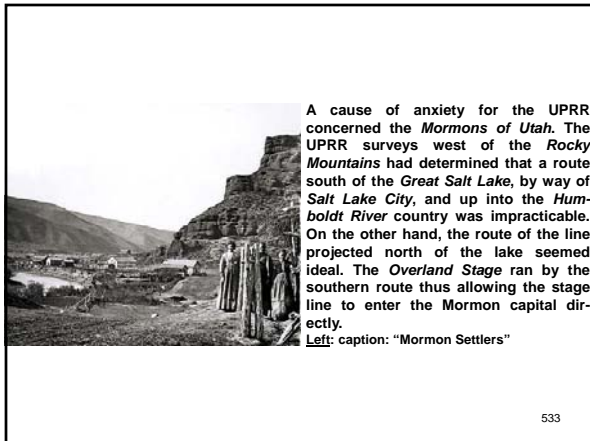 A cause of anxiety for the UPRR
concerned the Mormons of Utah. The
UPRR surveys west of the Rocky
Mountains had determined that a route
south of the Great Salt Lake, by way of
Salt Lake City, and up into the Hum-
boldt River country was impracticable.
On the other hand, the route of the line
projected north of the lake seemed
ideal. The Overland Stage ran by the
southern route thus allowing the stage
line to enter the Mormon capital dir-
ectly.
Left: caption: “Mormon Settlers”
533